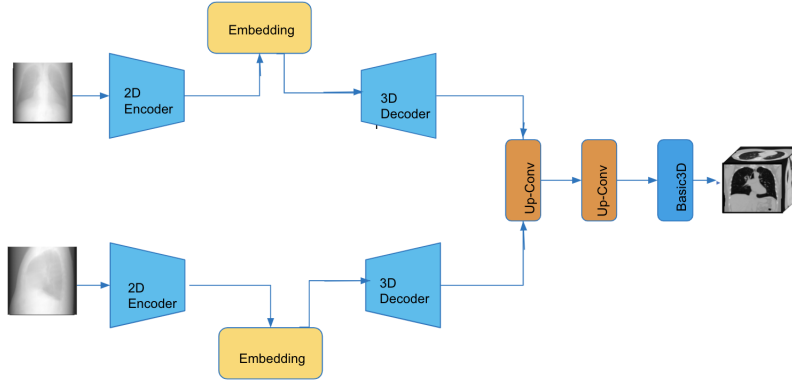 Embedding
2D
Encoder
3D
Decoder
Up-Conv
Up-Conv
Basic3D
2D
Encoder
3D
Decoder
Embedding